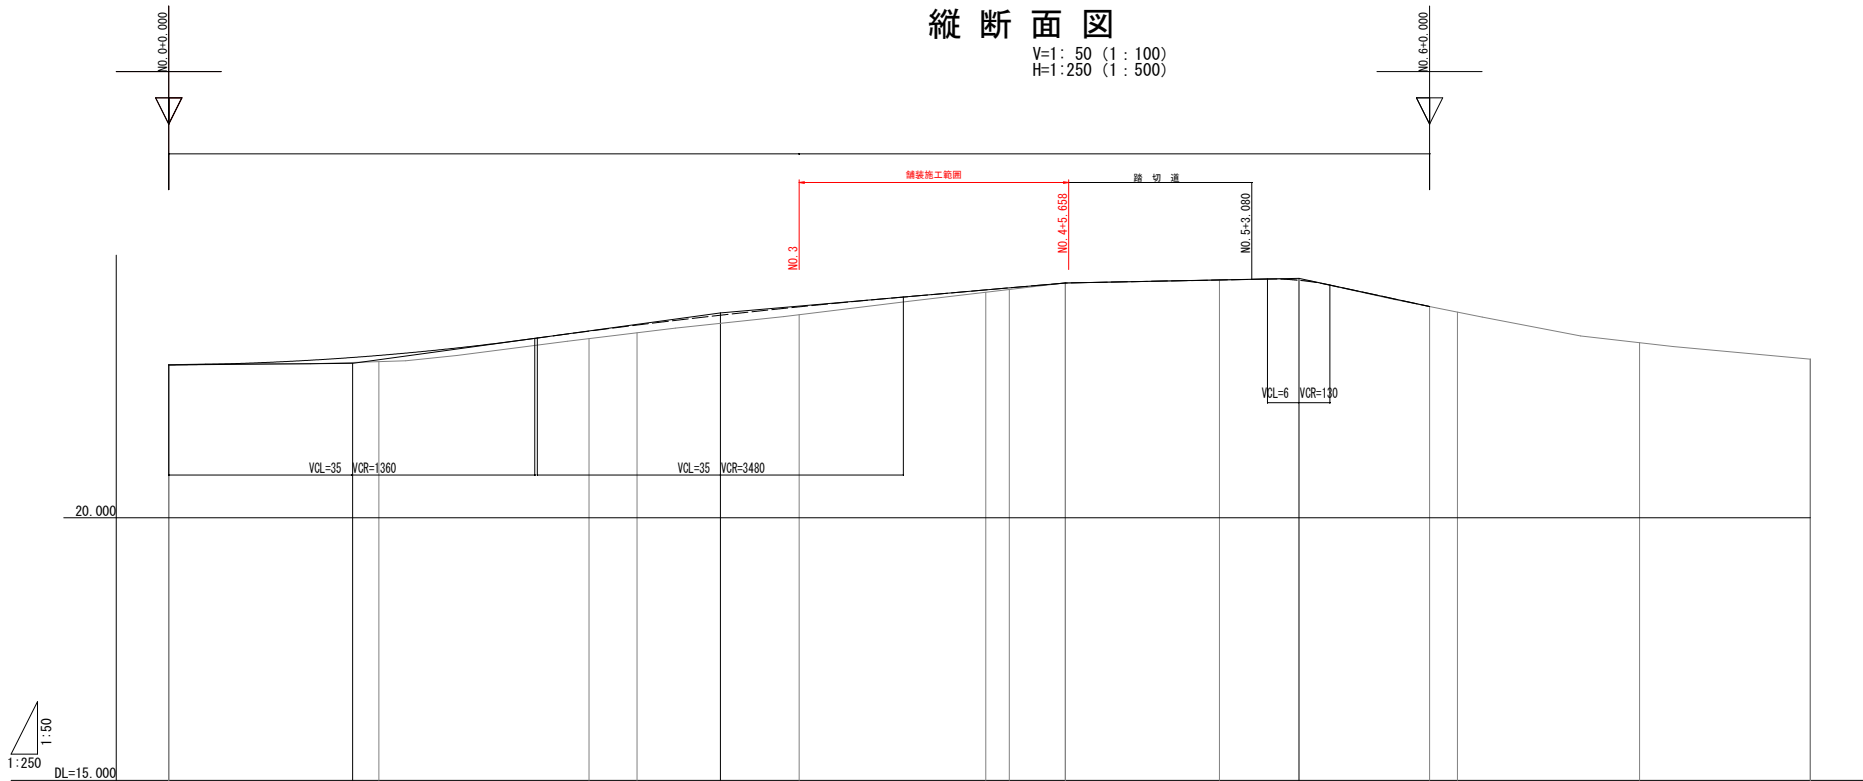 縦断面図
V=1: 50 (1 : 100)
H=1:250 (1 : 500)
NO.0+0.000
NO.6+0.000
舗装施工範囲
踏 切 道
NO.3
NO.4+5.658
NO.5+3.080
VCL=6 VCR=130
VCL=35 VCR=1360
VCL=35 VCR=3480
20.000
1:50
1:250
DL=15.000